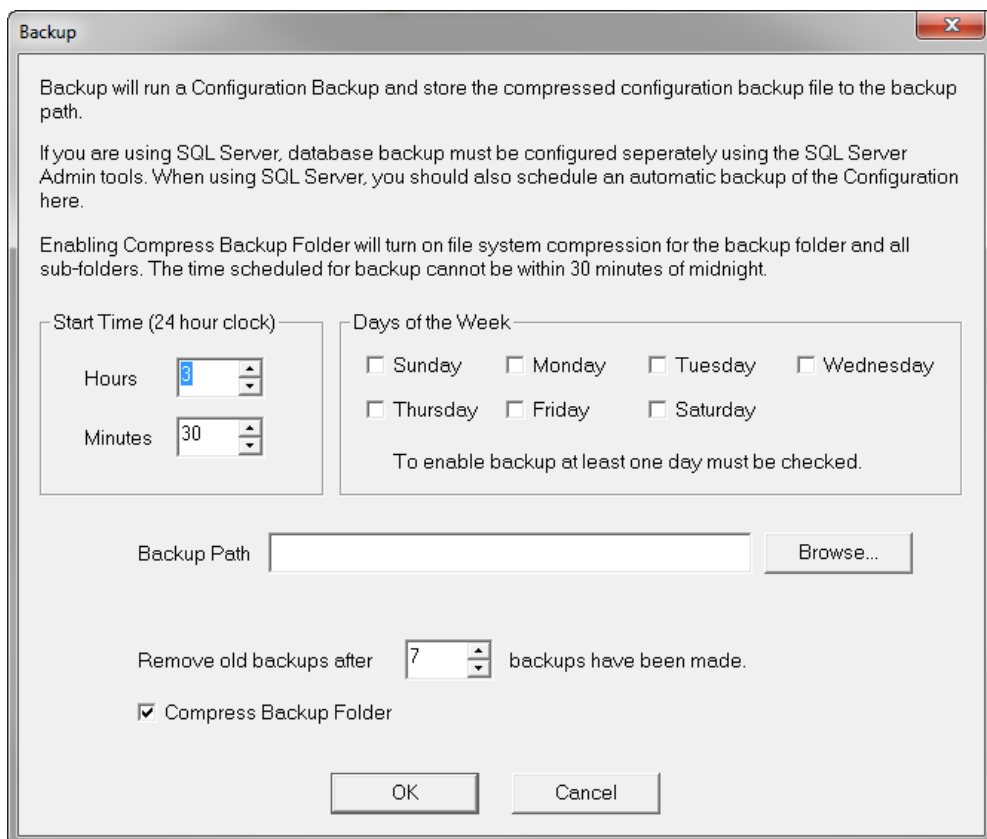 Backup
Backup will run a Configuration Backup and store the compressed configuration backup file to the backup
path.
If you are using SQL Server, database backup must be configured seperately using the SQL Server
Admin tools. When using SQL Server, you should also schedule an automatic backup of the Configuration
here.
Enabling Compress Backup Folder will turn on file system compression for the backup folder and all
sub-folders. The time scheduled for backup cannot be within 30 minutes of midnight.
Start Time (24 hour clock)
Hours 3
Minutes 30
Days of the Week
Sunday Monday Tuesday Wednesday
Thursday Friday Saturday
To enable backup at least one day must be checked.
Backup Path Browse...
Remove old backups after 7 backups have been made.
Compress Backup Folder
OK Cancel